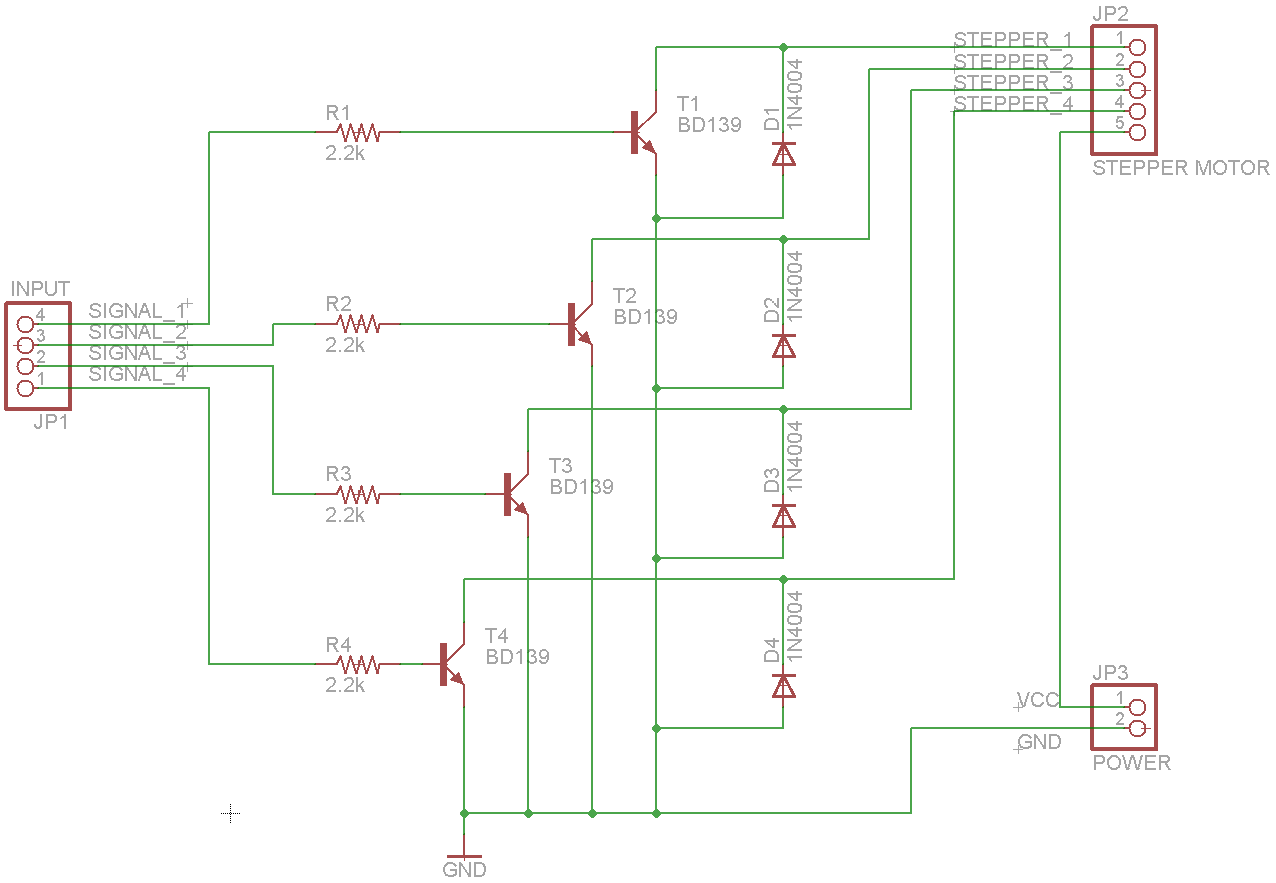 JP2
STEPPER_1
1
STEPPER_2
2
STEPPER_3
3
STEPPER_4
4
5
STEPPER MOTOR
R1
2.2k
T1
BD139
D1
1N4004
INPUT
SIGNAL_1
4
SIGNAL_2
3
SIGNAL_3
2
SIGNAL_4
1
JP1
R2
2.2k
T2
BD139
D2
1N4004
R3
2.2k
T3
BD139
D3
1N4004
R4
2.2k
T4
BD139
D4
1N4004
JP3
VCC
1
2
GND
POWER
GND